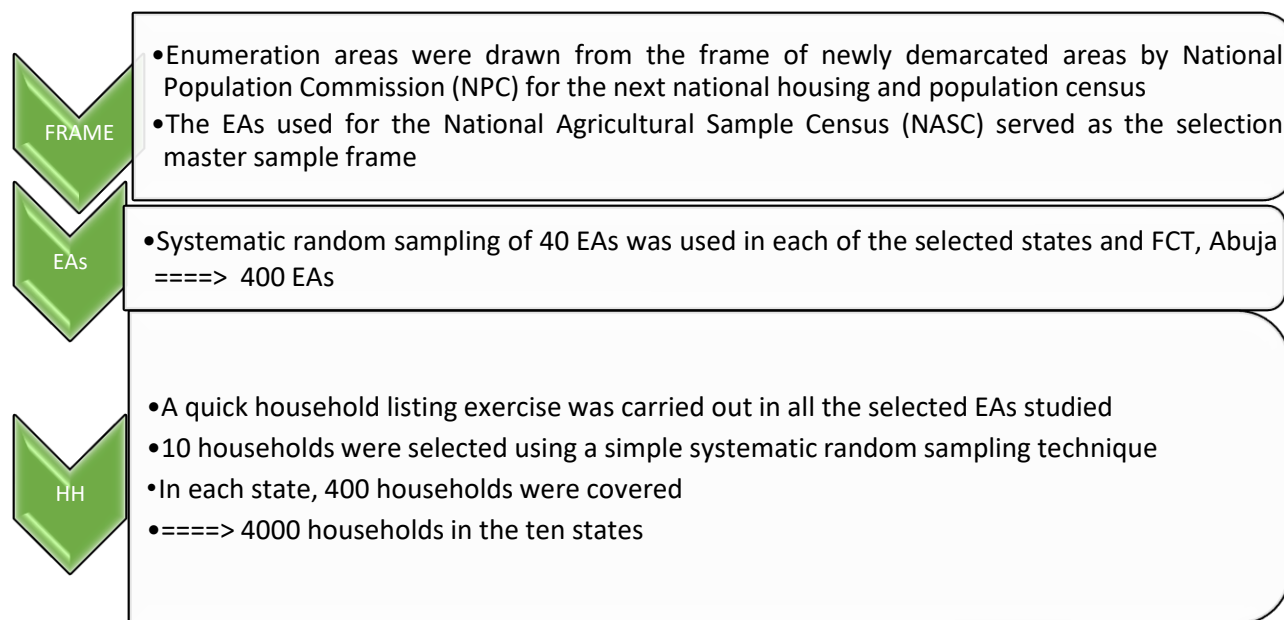 FRAME
•Enumeration areas were drawn from the frame of newly demarcated areas by National
Population Commission (NPC) for the next national housing and population census
•The EAs used for the National Agricultural Sample Census (NASC) served as the selection
master sample frame
EAs
•Systematic random sampling of 40 EAs was used in each of the selected states and FCT, Abuja
====> 400 EAs
HH
•A quick household listing exercise was carried out in all the selected EAs studied
•10 households were selected using a simple systematic random sampling technique
•In each state, 400 households were covered
•====> 4000 households in the ten states